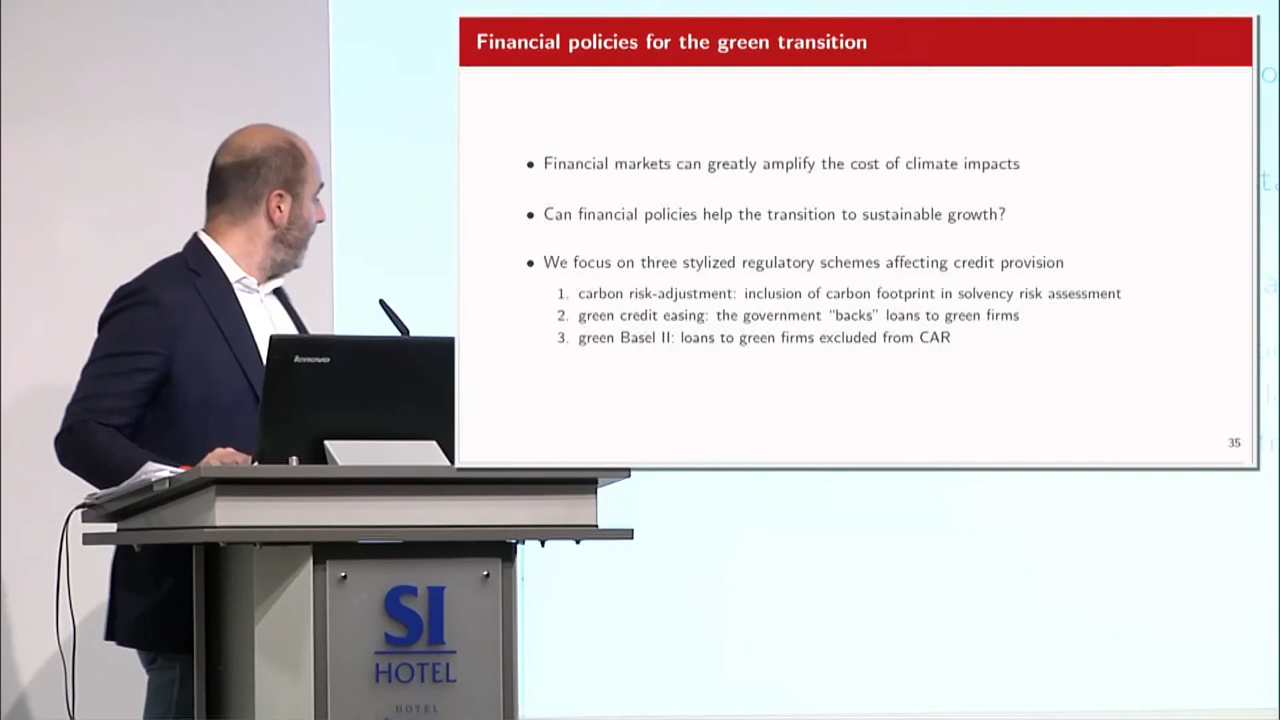 Financial policies for the green transition
• Financial markets can greatly amplify the cost of climate impacts
• Can financial policies help the transition to sustainable growth?
• We focus on three stylized regulatory schemes affecting credit provision
1. carbon risk-adjustment: inclusion of carbon footprint in solvency risk assessment
2. green credit easing: the government "backs" loans to green firms
3. green Basel II: loans to green firms excluded from CAR
35
lenovo
SI
HOTEL
HOTEL